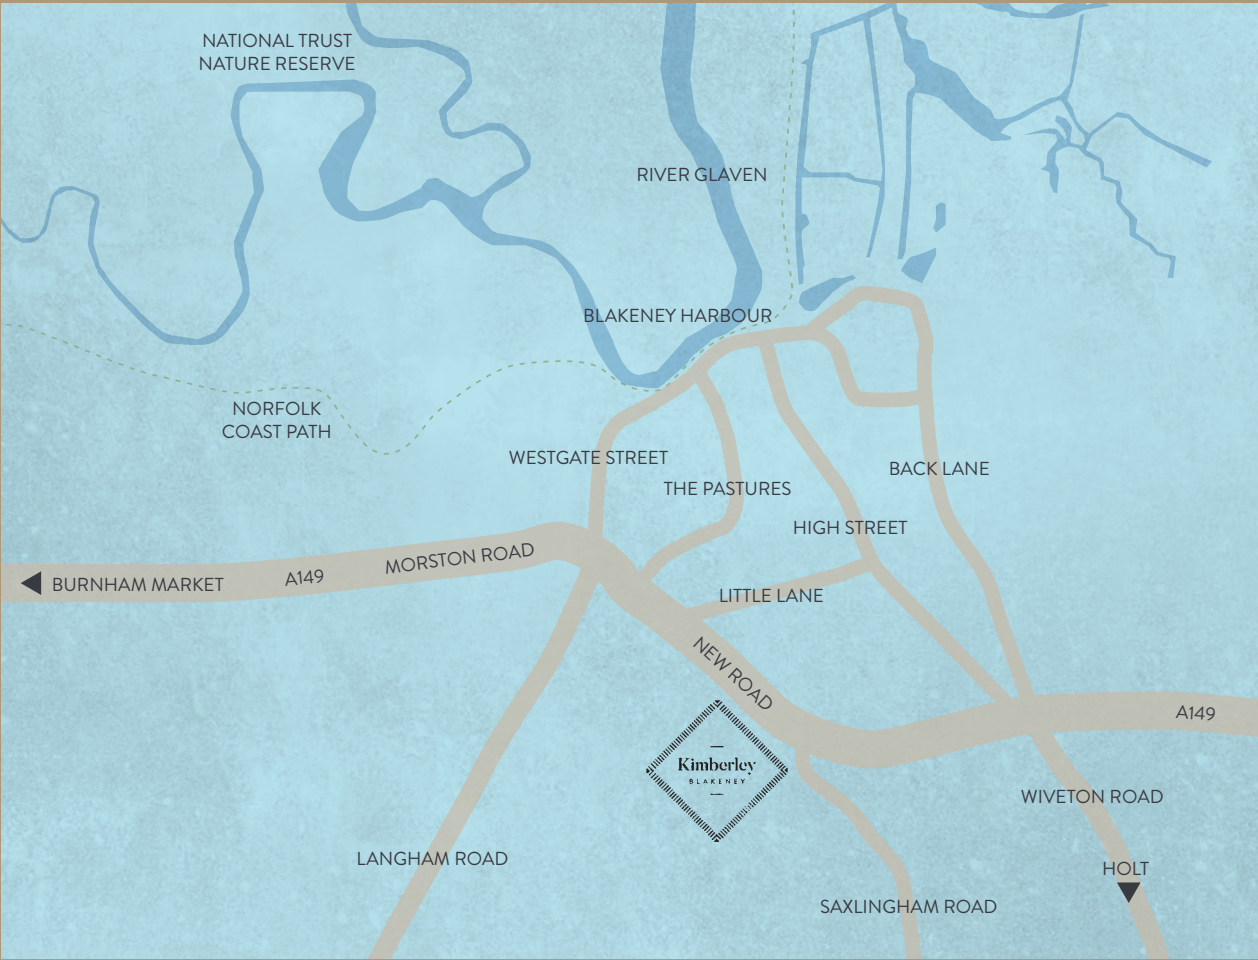 NATIONAL TRUST
NATURE RESERVE
RIVER GLAVEN
BLAKENEY HARBOUR
NORFOLK
COAST PATH
WESTGATE STREET
BACK LANE
THE PASTURES
HIGH STREET
MORSTON ROAD
A149
BURNHAM MARKET
LITTLE LANE
NEW ROAD
A149
Kimberley
BLAKENEY
WIVETON ROAD
LANGHAM ROAD
HOLT
SAXLINGHAM ROAD